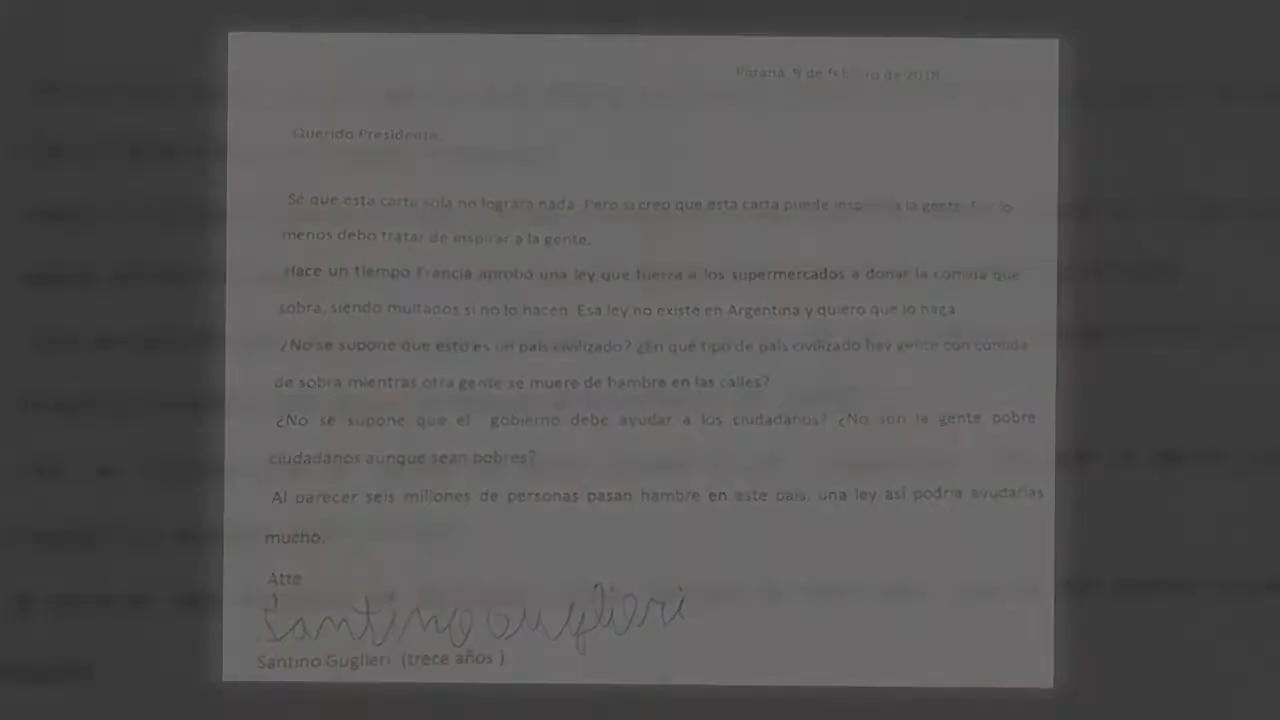 Paraná, 9 de febrero de 2018
Querido Presidente
Sé que esta carta sola no logrará nada. Pero si creo que esta carta puede inspirar a la gente. Por lo
menos debo tratar de inspirar a la gente.
Hace un tiempo Francia aprobó una ley que fuerza a los supermercados a donar la comida que
sobra, siendo multados si no lo hacen. Esa ley no existe en Argentina y quiero que lo haga
¿No se supone que esto es un país civilizado? ¿En qué tipo de país civilizado hay gente con comida
de sobra mientras otra gente se muere de hambre en las calles?
¿No se supone que el gobierno debe ayudar a los ciudadanos? ¿No son la gente pobre
ciudadanos aunque sean pobres?
Al parecer seis millones de personas pasan hambre en este país, una ley así podría ayudarlas
mucho.
Atte
Santino Guglieri
Santino Guglieri (trece años )